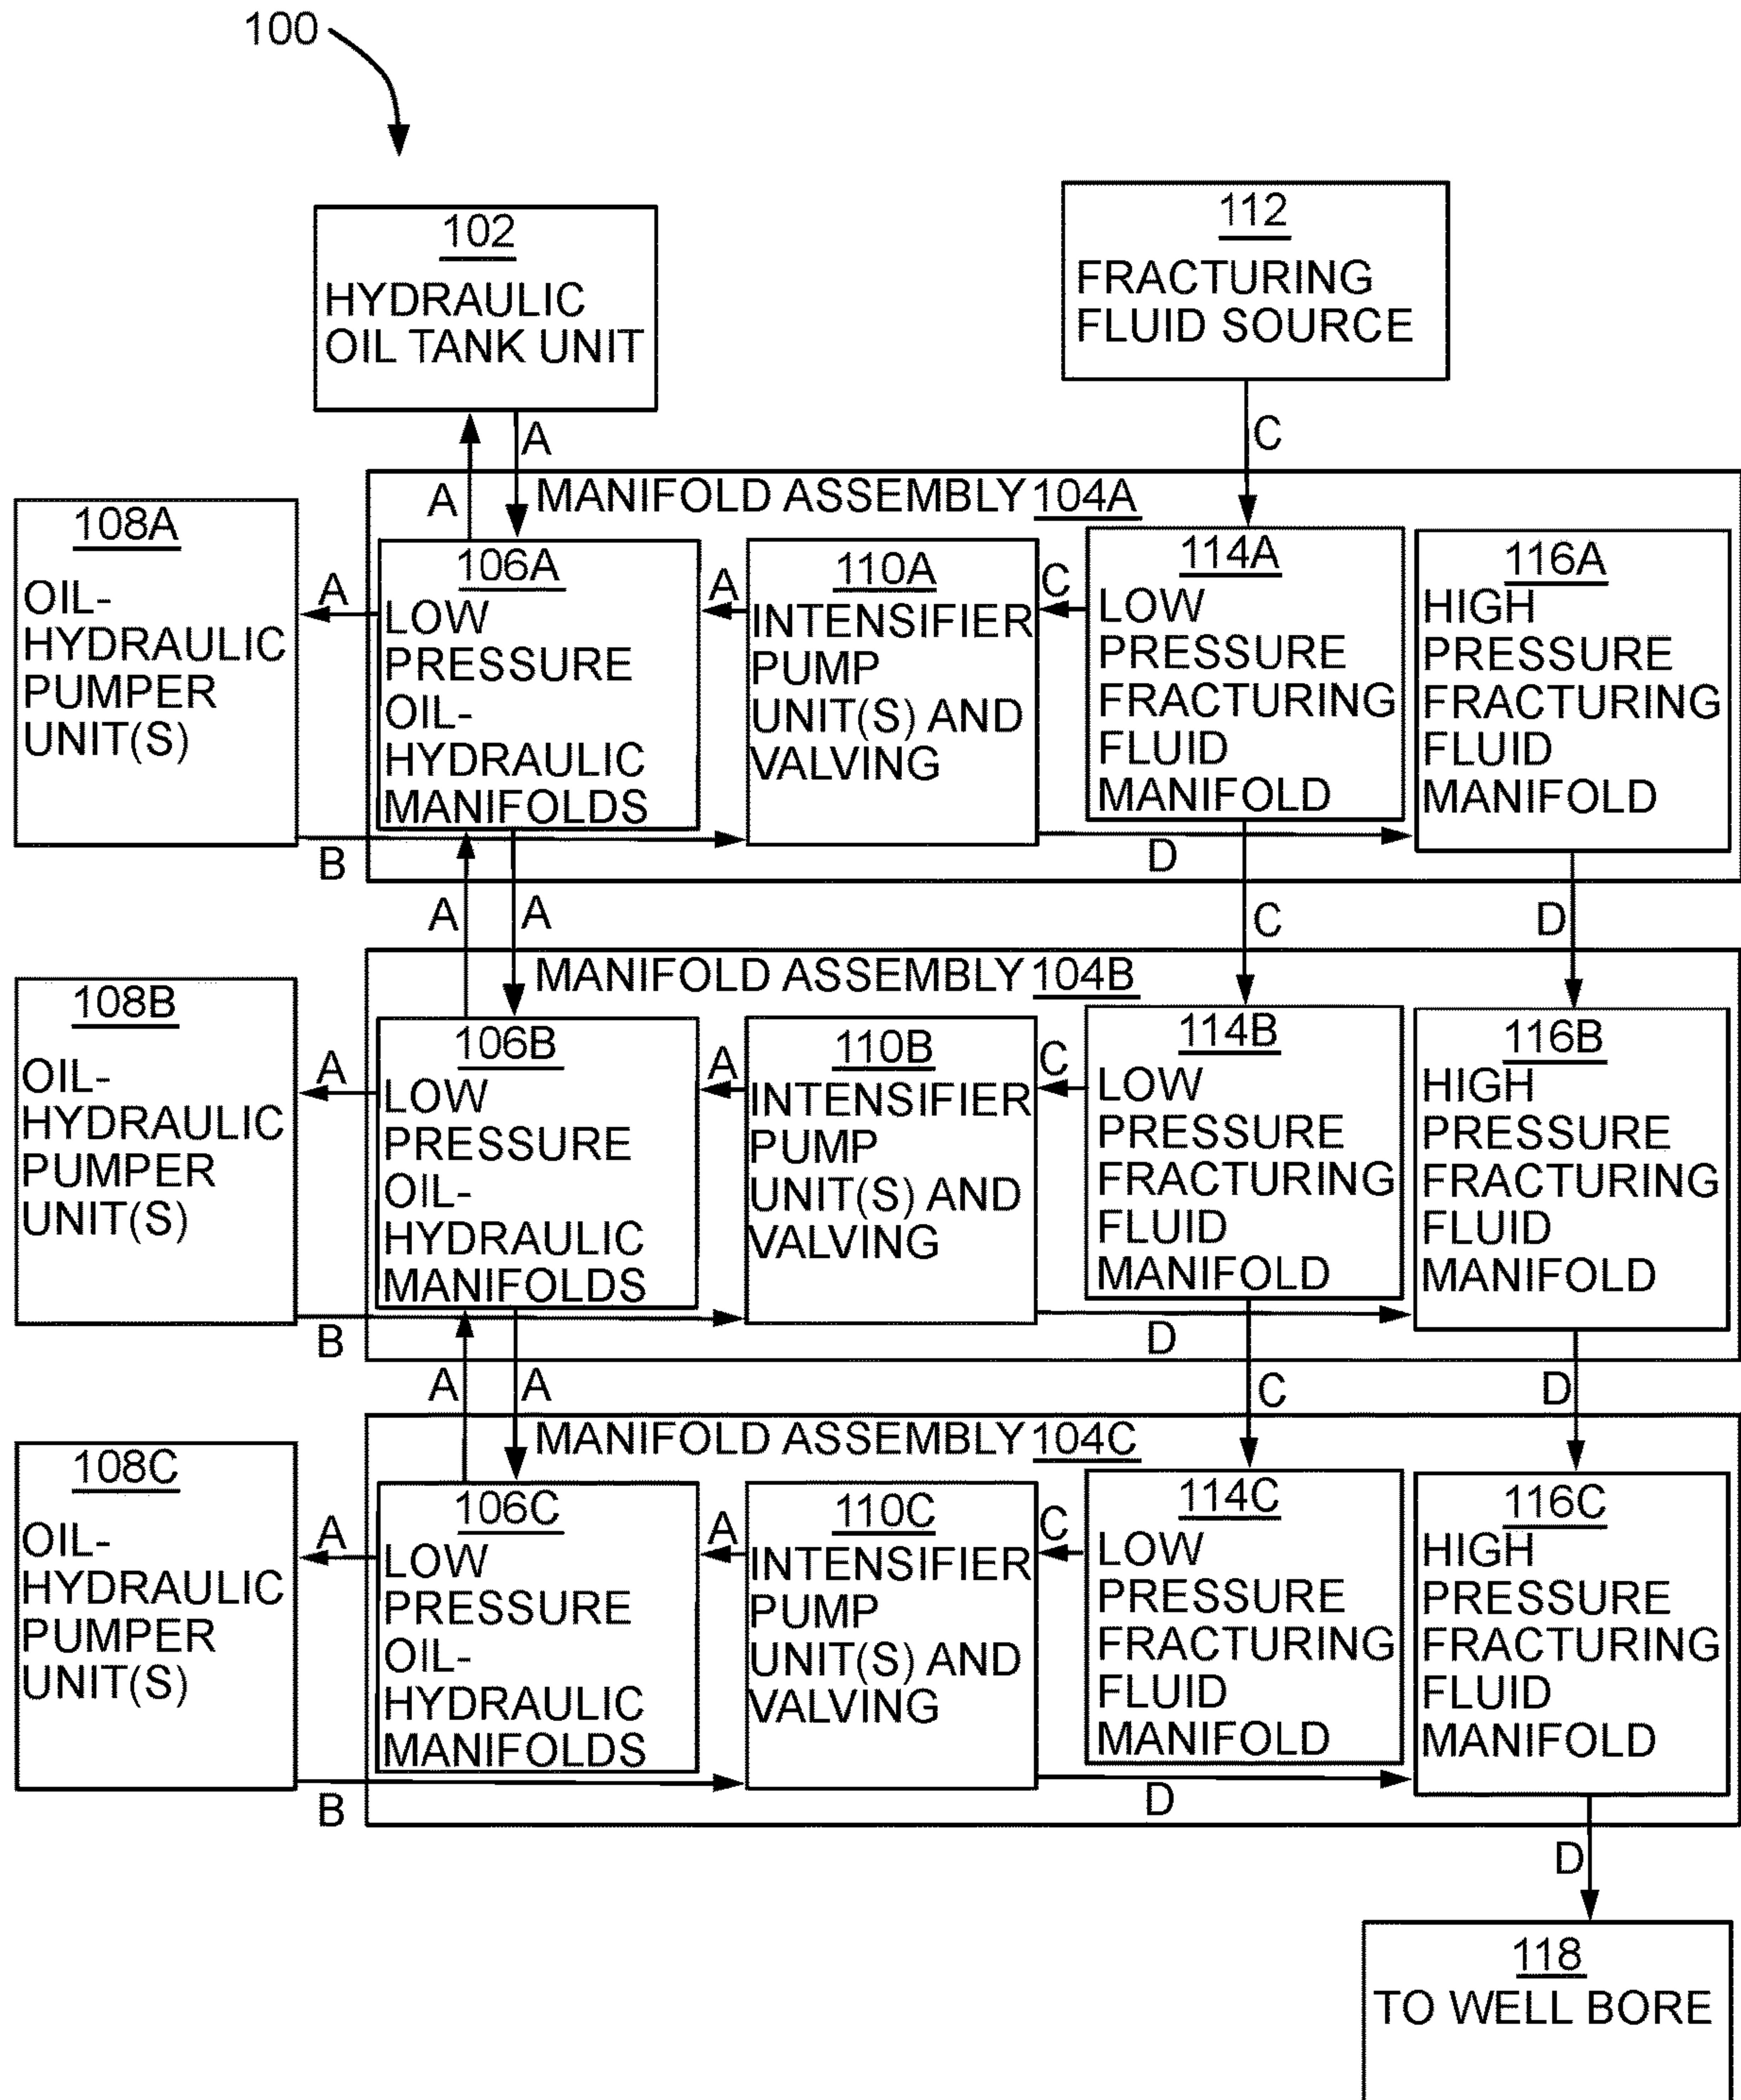 100
102
HYDRAULIC
OIL TANK UNIT
112
FRACTURING
FLUID SOURCE
A
A
C
MANIFOLD ASSEMBLY 104A
108A
OIL-
HYDRAULIC
PUMPER
UNIT(S)
A
106A
LOW
PRESSURE
OIL-
HYDRAULIC
MANIFOLDS
A
110A
INTENSIFIER
PUMP
UNIT(S) AND
VALVING
C
114A
LOW
PRESSURE
FRACTURING
FLUID
MANIFOLD
116A
HIGH
PRESSURE
FRACTURING
FLUID
MANIFOLD
B
D
A
A
C
D
MANIFOLD ASSEMBLY 104B
108B
OIL-
HYDRAULIC
PUMPER
UNIT(S)
A
106B
LOW
PRESSURE
OIL-
HYDRAULIC
MANIFOLDS
A
110B
INTENSIFIER
PUMP
UNIT(S) AND
VALVING
C
114B
LOW
PRESSURE
FRACTURING
FLUID
MANIFOLD
116B
HIGH
PRESSURE
FRACTURING
FLUID
MANIFOLD
B
D
A
A
C
D
MANIFOLD ASSEMBLY 104C
108C
OIL-
HYDRAULIC
PUMPER
UNIT(S)
A
106C
LOW
PRESSURE
OIL-
HYDRAULIC
MANIFOLDS
A
110C
INTENSIFIER
PUMP
UNIT(S) AND
VALVING
C
114C
LOW
PRESSURE
FRACTURING
FLUID
MANIFOLD
116C
HIGH
PRESSURE
FRACTURING
FLUID
MANIFOLD
B
D
D
118
TO WELL BORE